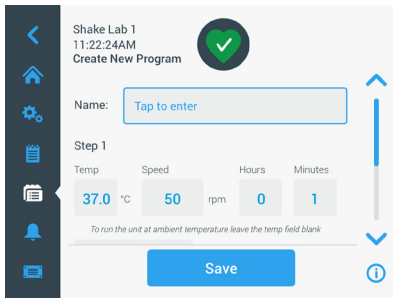 Shake Lab 1
11:22:24AM
Create New Program
Name: Tap to enter
Step 1
Temp Speed Hours Minutes
37.0 °C 50 rpm 0 1
To run the unit at ambient temperature leave the temp field blank
Save